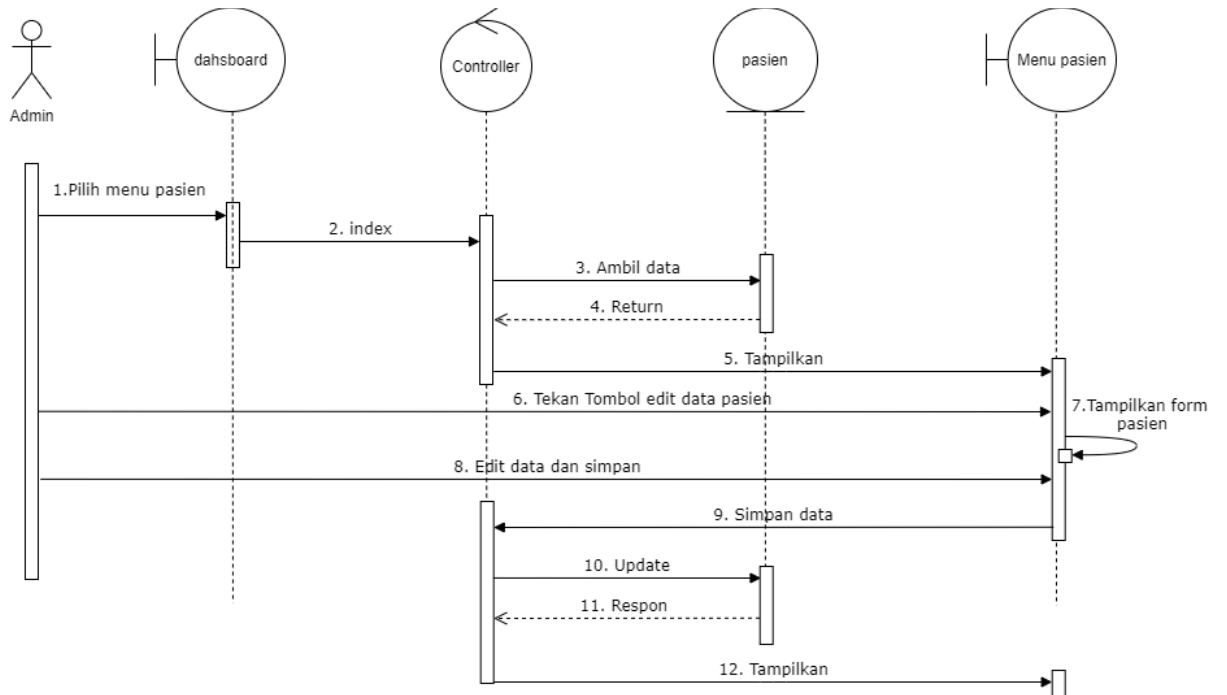 dahsboard
Controller
pasien
Menu pasien
Admin
1.Pilih menu pasien
2. index
3. Ambil data
4. Return
5. Tampilkan
6. Tekan Tombol edit data pasien
7.Tampilkan form
pasien
8. Edit data dan simpan
9. Simpan data
10. Update
11. Respon
12. Tampilkan